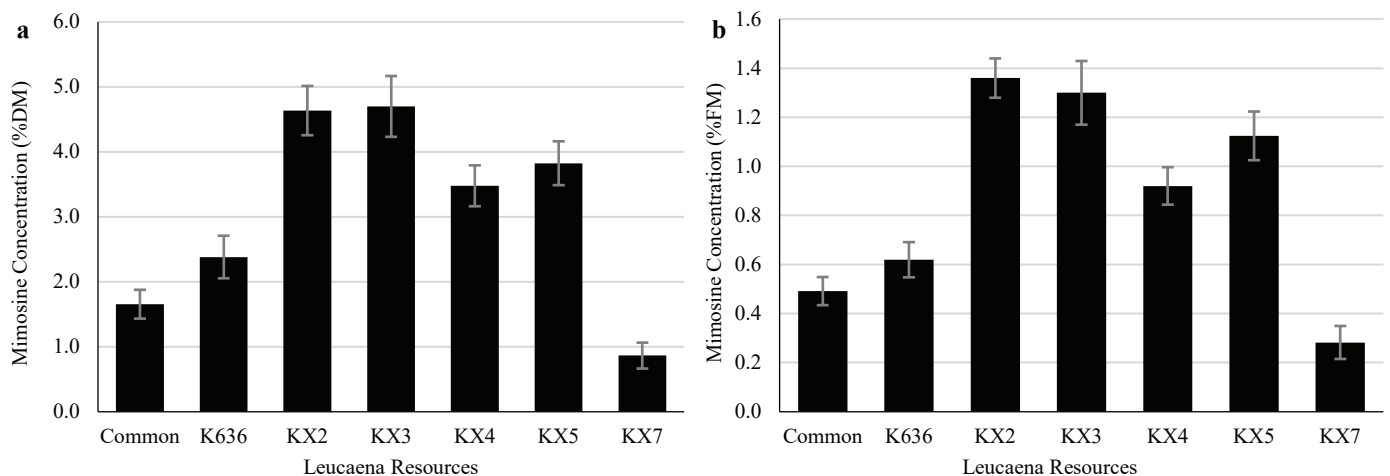 a
Mimosine Concentration (%DM)
6.0
5.0
4.0
3.0
2.0
1.0
0.0
Common K636 KX2 KX3 KX4 KX5 KX7
Leucaena Resources
b
Mimosine Concentration (%FM)
1.6
1.4
1.2
1.0
0.8
0.6
0.4
0.2
0.0
Common K636 KX2 KX3 KX4 KX5 KX7
Leucaena Resources